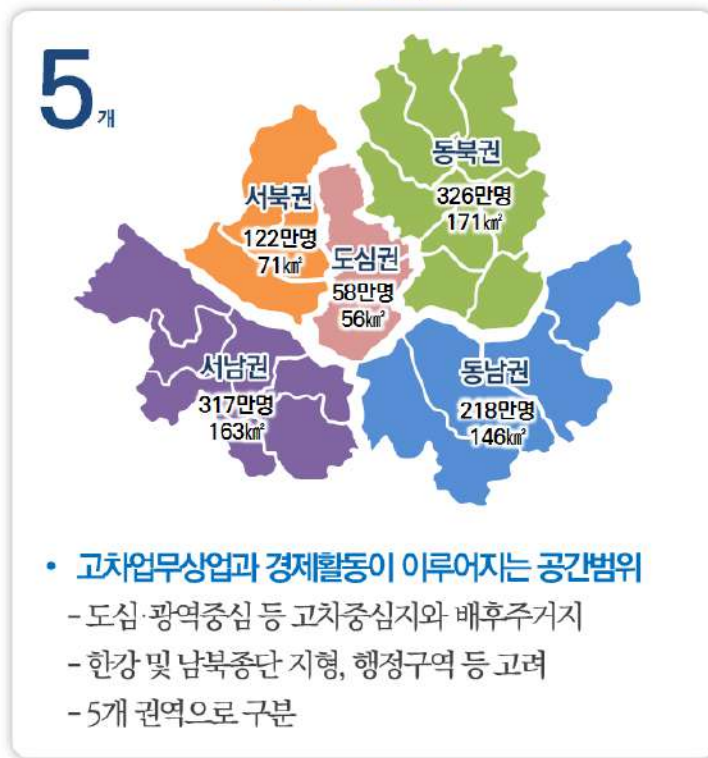 5개
동북권
326만명
171㎢
서북권
122만명
71㎢
도심권
58만명
56㎢
서남권
317만명
163㎢
동남권
218만명
146㎢
• 고차업무상업과 경제활동이 이루어지는 공간범위
- 도심·광역중심 등 고차중심지와 배후주거지
- 한강 및 남북종단 지형, 행정구역 등 고려
- 5개 권역으로 구분